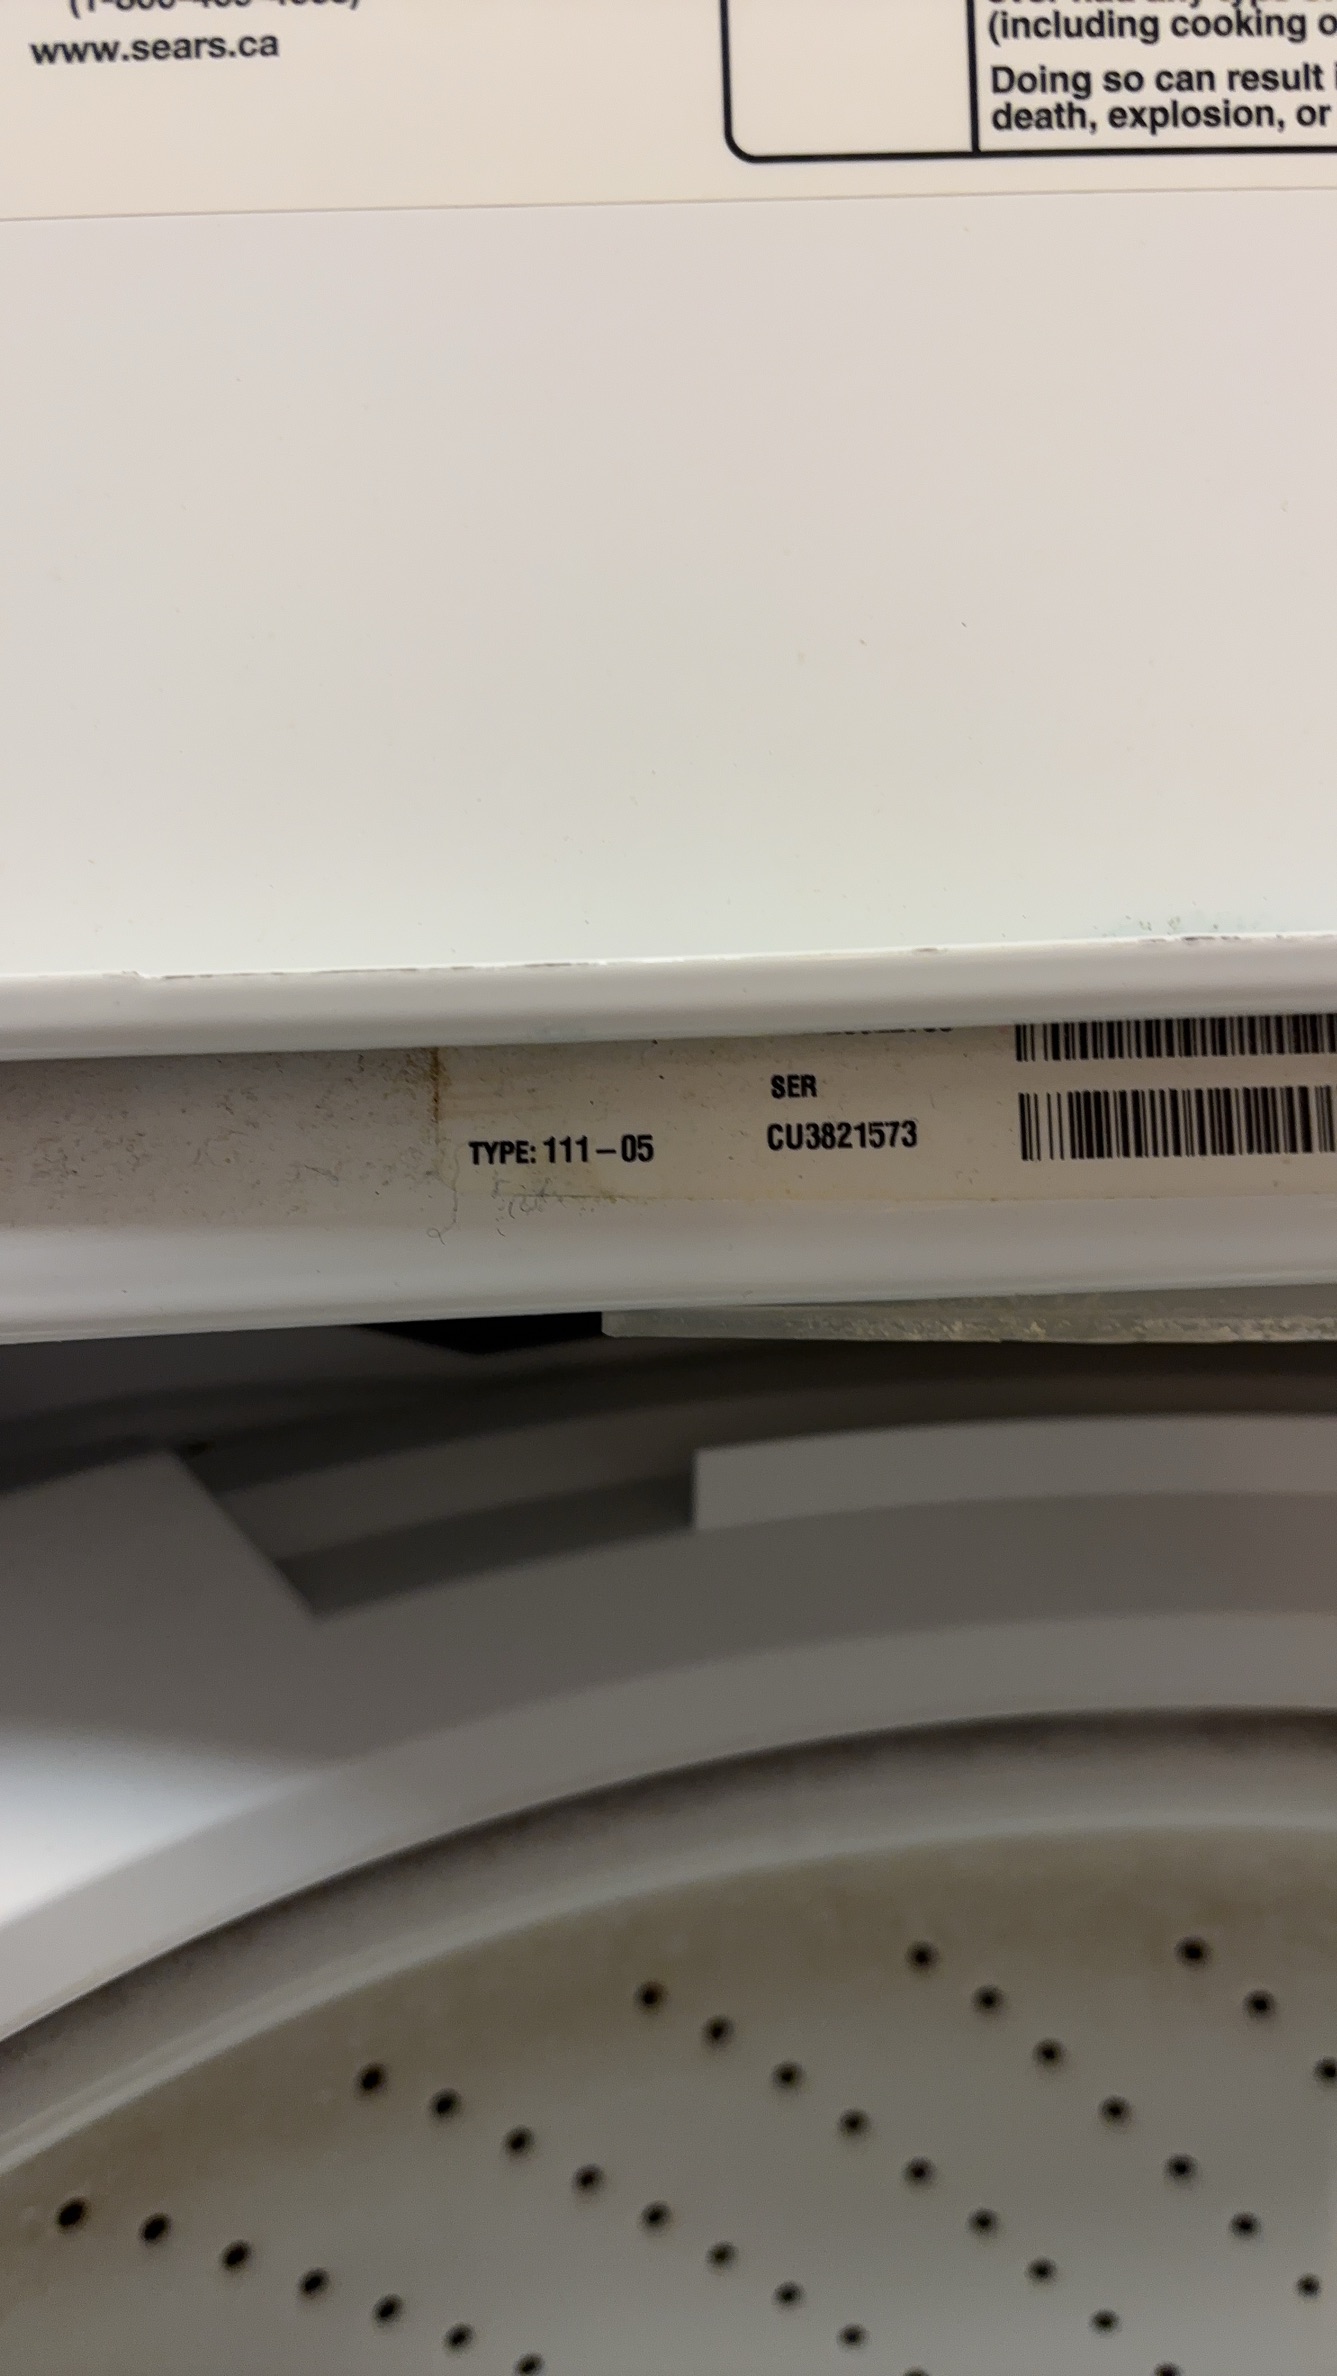 www.sears.ca
(including cooking o
Doing so can result i
death, explosion, or
SER
TYPE: 111-05
CU3821573